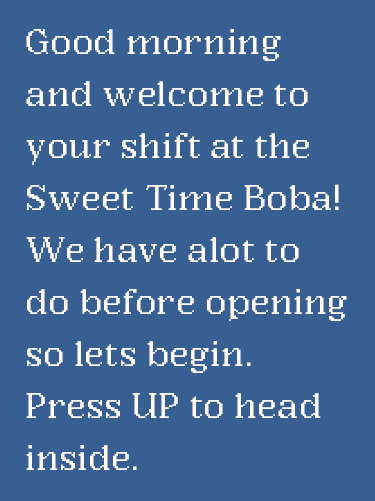 Good morning
and welcome to
your shift at the
Sweet Time Boba!
We have alot to
do before opening
so lets begin.
Press UP to head
inside.